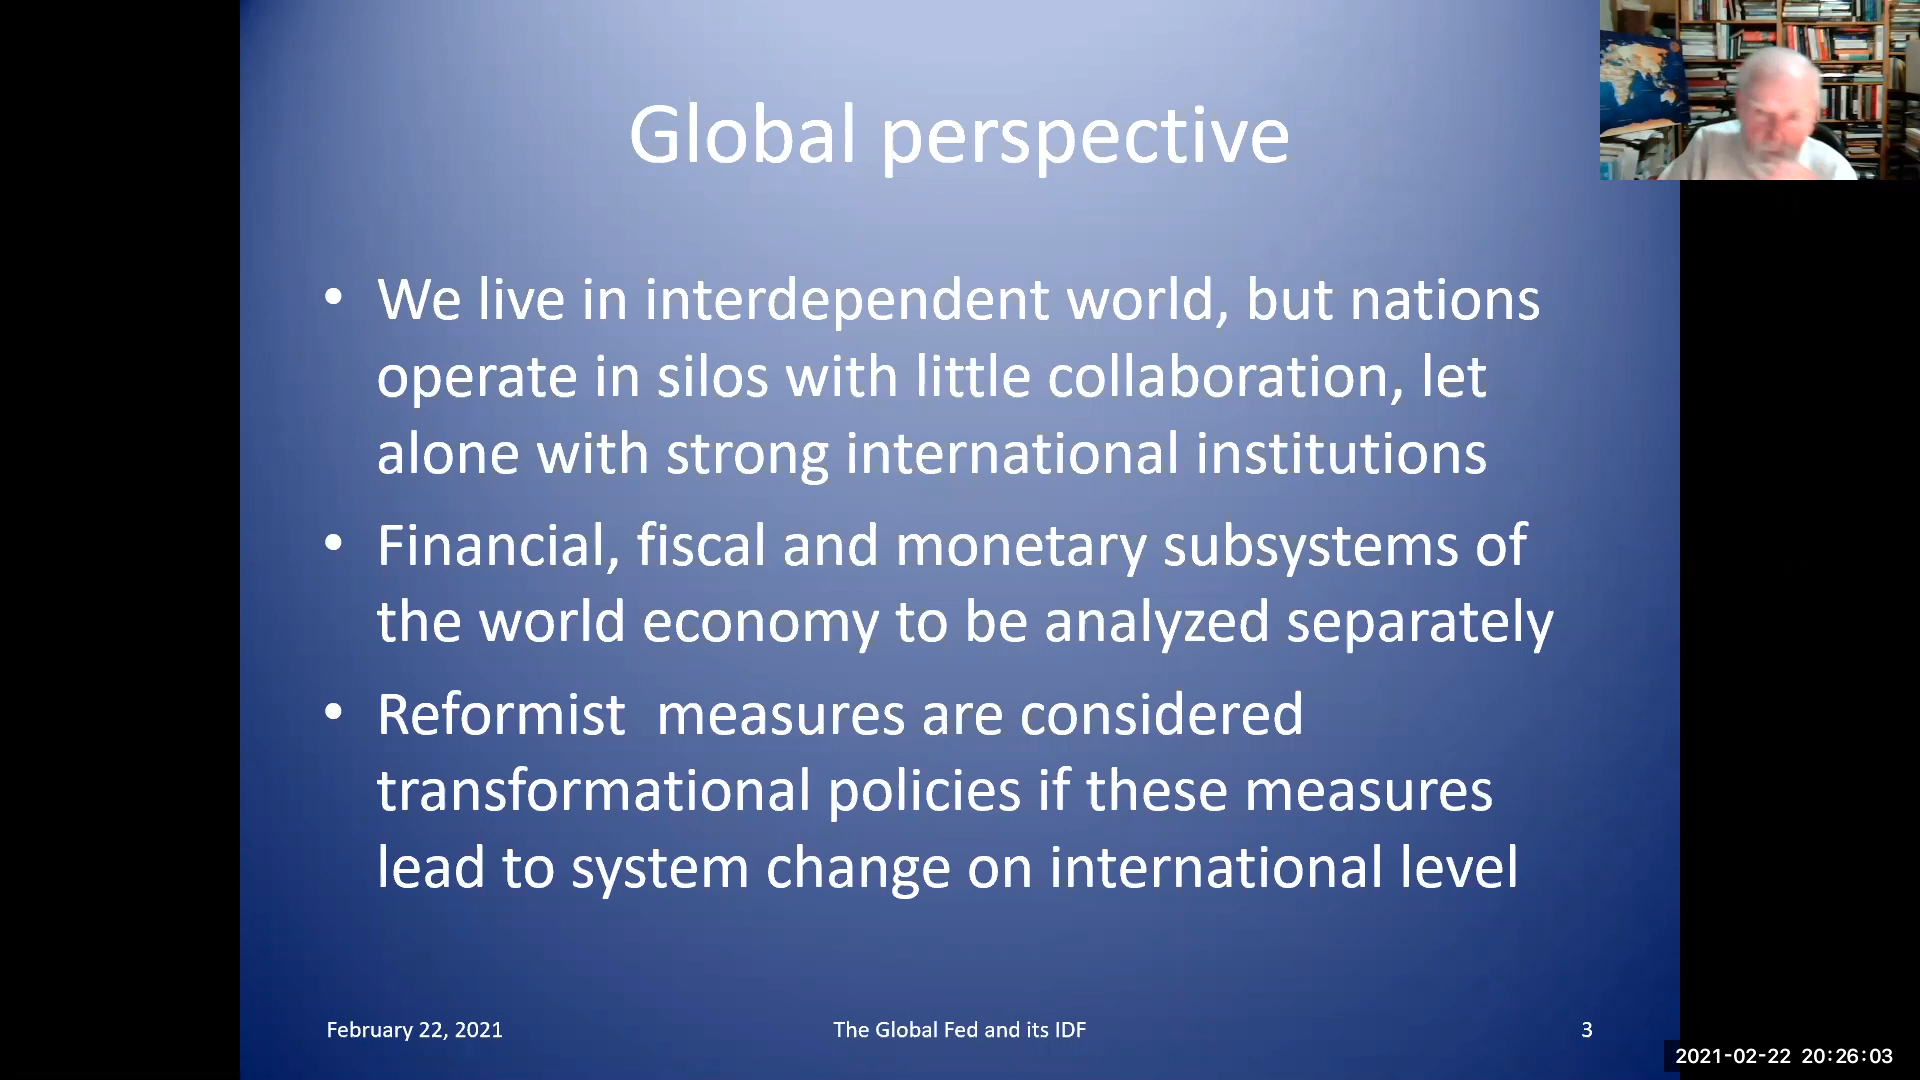 Global perspective
• We live in interdependent world, but nations
operate in silos with little collaboration, let
alone with strong international institutions
• Financial, fiscal and monetary subsystems of
the world economy to be analyzed separately
• Reformist  measures are considered
transformational policies if these measures
lead to system change on international level
February 22, 2021
The Global Fed and its IDF
3
2021-02-22 20:26:03